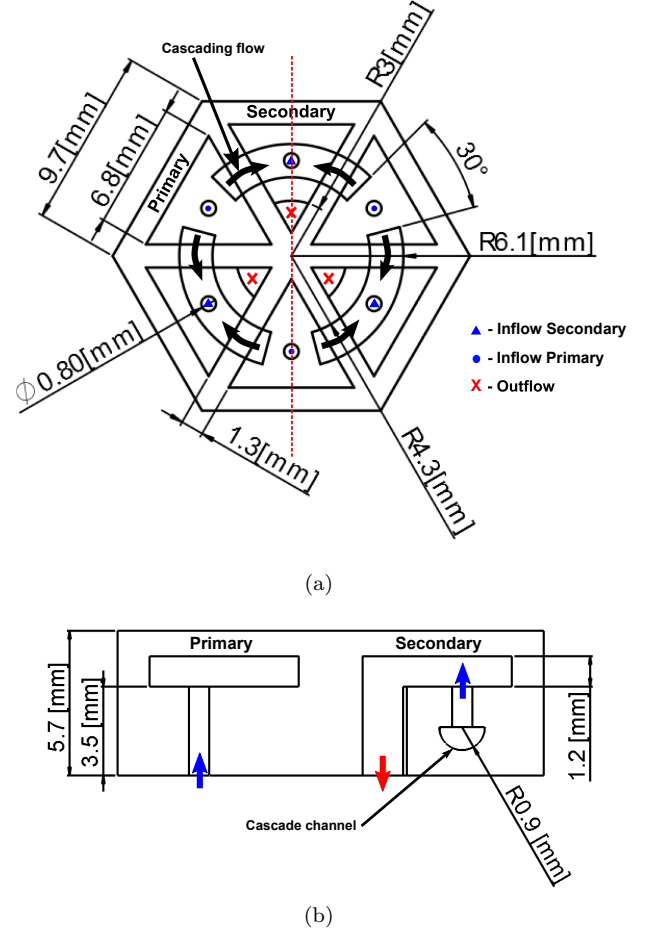 Cascading flow
R3[mm]
Secondary
9.7[mm]
6.8[mm]
Primary
30°
X
R6.1[mm]
X
X
▲ - Inflow Secondary
● - Inflow Primary
X - Outflow
∅0.80[mm]
1.3[mm]
R4.3[mm]
(a)
Primary
Secondary
5.7 [mm]
3.5 [mm]
1.2 [mm]
R0.9 [mm]
Cascade channel
(b)